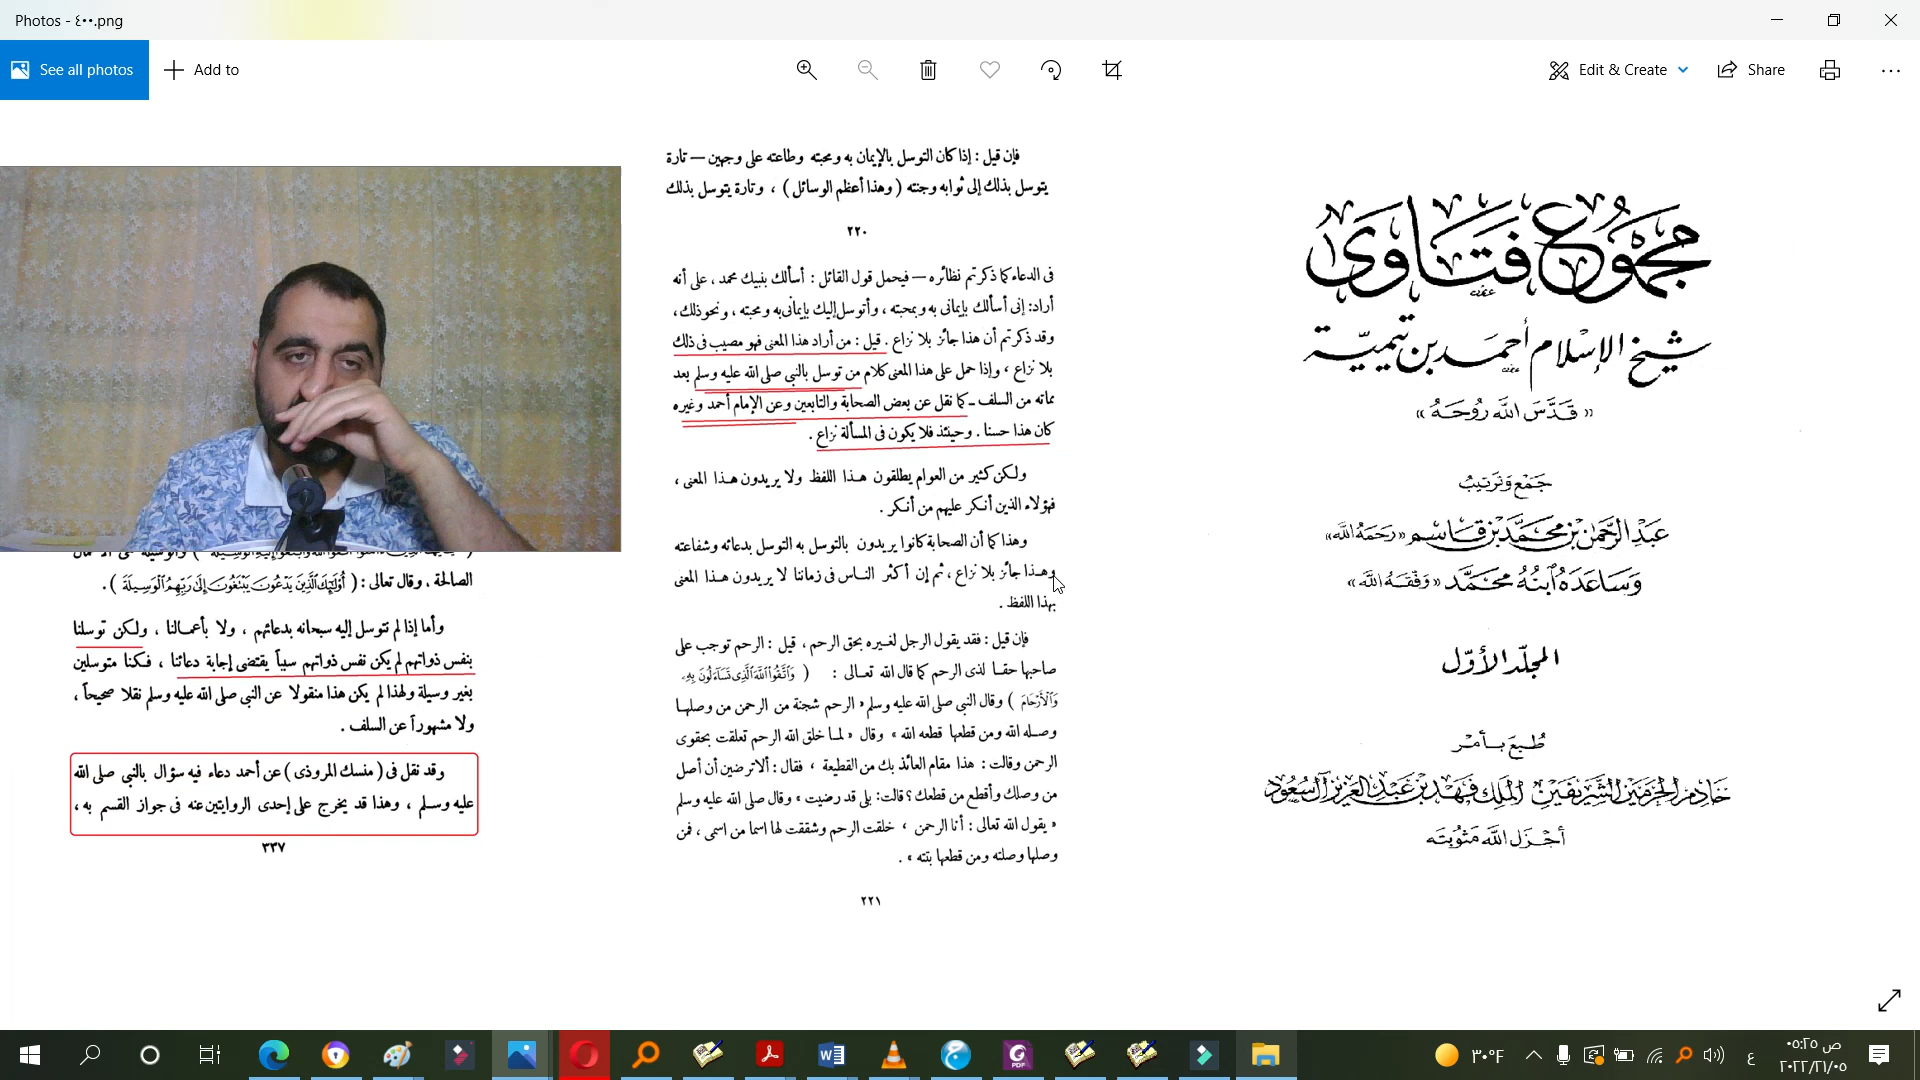 Photos - ٤٠٠.png
See all photos
Add to
Edit & Create
Share
مجموع فتاوى
شيخ الإسلام أحمد بن تيمية
« قدس الله روحه »
جمع وترتيب
عبد الرحمن بن محمد بن قاسم « رحمه الله »
وساعده ابنه محمد « وفقه الله »
المجلد الأول
طبع بأمر
خادم الحرمين الشريفين الملك فهد بن عبد العزيز آل سعود
أجزل الله مثوبته
فإن قيل : إذا كان التوسل بالإيمان به ومحبته وطاعته على وجهين — تارة
يتوسل بذلك إلى ثوابه وجنته ( وهذا أعظم الوسائل ) ، وتارة يتوسل بذلك
٢٢٠
فى الدعاء كما ذكرتم نظائره — فيحمل قول القائل : أسألك بنبيك محمد ، على أنه
أراد : إنى أسألك بإيمانى به وبمحبته ، وأتوسل إليك بإيمانى به ومحبته ، ونحو ذلك ،
وقد ذكرتم أن هذا جائز بلا نزاع . قيل : من أراد هذا المعنى فهو مصيب فى ذلك
بلا نزاع ، وإذا حمل على هذا المعنى كلام من توسل بالنبى صلى الله عليه وسلم بعد
مماته من السلف ــ كما نقل عن بعض الصحابة والتابعين وعن الإمام أحمد وغيره
كان هذا حسنا . وحينئذ فلا يكون فى المسألة نزاع .
ولكن كثير من العوام يطلقون هذا اللفظ ولا يريدون هذا المعنى ،
فهؤلاء الذين أنكر عليهم من أنكر .
وهذا كما أن الصحابة كانوا يريدون بالتوسل به التوسل بدعائه وشفاعته
وهذا جائز بلا نزاع ، ثم إن أكثر الناس فى زماننا لا يريدون هذا المعنى
بهذا اللفظ .
فإن قيل : فقد يقول الرجل لغيره بحق الرحم ، قيل : الرحم توجب على
صاحبها حقا لذى الرحم كما قال الله تعالى : ( وَاتَّقُوا اللَّهَ الَّذِى تَسَاءَلُونَ بِهِ
وَالْأَرْحَامَ ) وقال النبى صلى الله عليه وسلم « الرحم شجنة من الرحمن من وصلها
وصله الله ومن قطعها قطعه الله » وقال « لما خلق الله الرحم تعلقت بحقوى
الرحمن وقالت : هذا مقام العائذ بك من القطيعة ، فقال : ألا ترضين أن أصل
من وصلك وأقطع من قطعك ؟ قالت : بلى قد رضيت » وقال صلى الله عليه وسلم
« يقول الله تعالى : أنا الرحمن ، خلقت الرحم وشققت لها اسما من اسمى ، فمن
وصلها وصلته ومن قطعها بتته » .
٢٢١
الصالحة ، وقال تعالى : ( أُوْلَئِكَ الَّذِينَ يَدْعُونَ يَبْتَغُونَ إِلَى رَبِّهِمُ الْوَسِيلَةَ ) .
وأما إذا لم نتوسل إليه سبحانه بدعائهم ، ولا بأعمالنا ، ولكن توسلنا
بنفس ذواتهم لم يكن نفس ذواتهم سبباً يقتضى إجابة دعائنا ، فكنا متوسلين
بغير وسيلة ولهذا لم يكن هذا منقولا عن النبى صلى الله عليه وسلم نقلا صحيحاً ،
ولا مشهوراً عن السلف .
وقد نقل فى ( منسك المروذى ) عن أحمد دعاء فيه سؤال بالنبى صلى الله
عليه وسلم ، وهذا قد يخرج على إحدى الروايتين عنه فى جواز القسم به ،
٣٣٧
٣٠°F
ع
٠٥:٢٥ ص